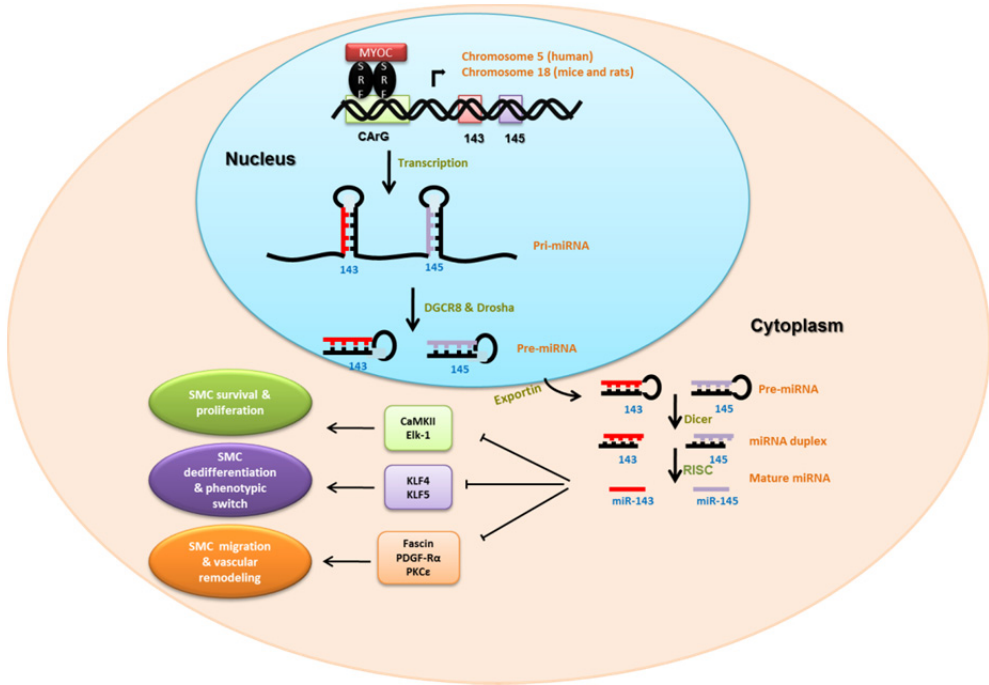 MYOC
S
R
F
S
R
F
Chromosome 5 (human)
Chromosome 18 (mice and rats)
CArG
143
145
Nucleus
Transcription
Pri-miRNA
143
145
DGCR8 & Drosha
Pre-miRNA
143
145
Cytoplasm
Exportin
Pre-miRNA
143
145
Dicer
miRNA duplex
143
145
RISC
Mature miRNA
miR-143
miR-145
SMC survival &
proliferation
CaMKII
Elk-1
SMC
dedifferentiation
& phenotypic
switch
KLF4
KLF5
SMC migration
& vascular
remodeling
Fascin
PDGF-Rα
PKCε